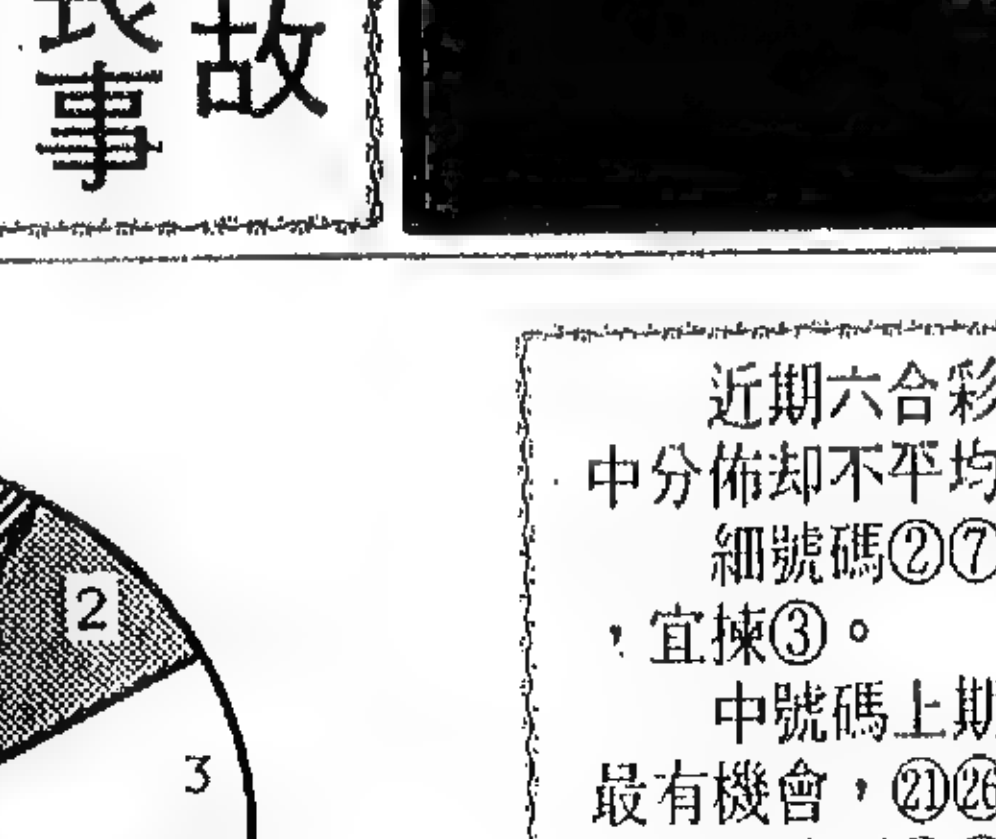 故
事
近期六合彩
中分佈却不平均
細號碼②⑦
，宜揀③。
中號碼上期
最有機會，㉑㉖
2
3